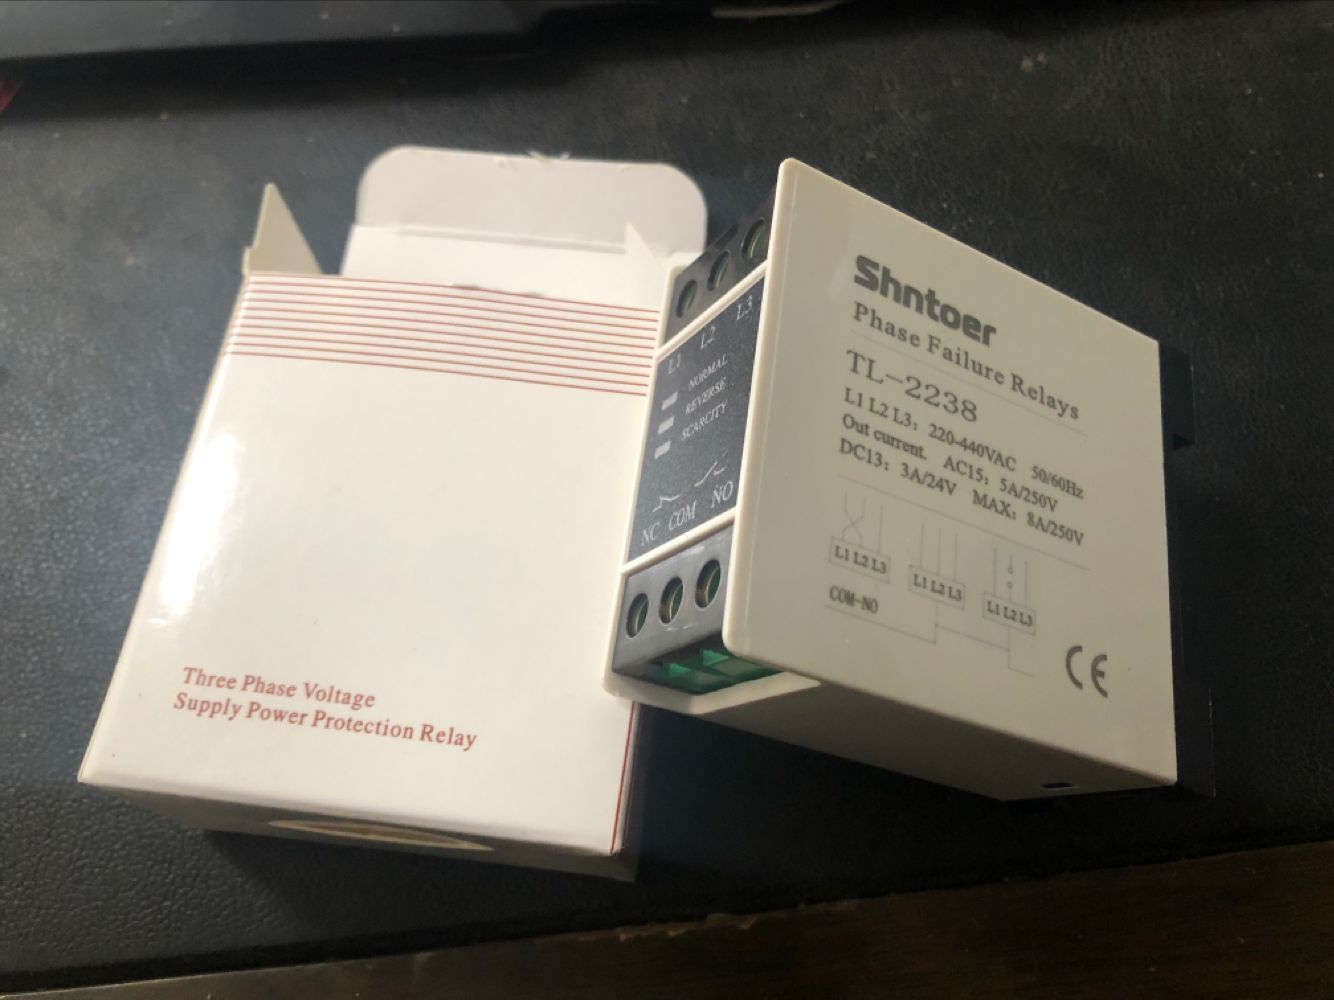 Three Phase Voltage
Supply Power Protection Relay
L1 L2 L3
NORMAL
REVERSE
SCARCITY
NC COM NO
Shntoer
Phase Failure Relays
TL-2238
L1 L2 L3: 220-440VAC 50/60Hz
Out current. AC15: 5A/250V
DC13: 3A/24V MAX: 8A/250V
L1 L2 L3
L1 L2 L3
L1 L2 L3
COM-NO
CE